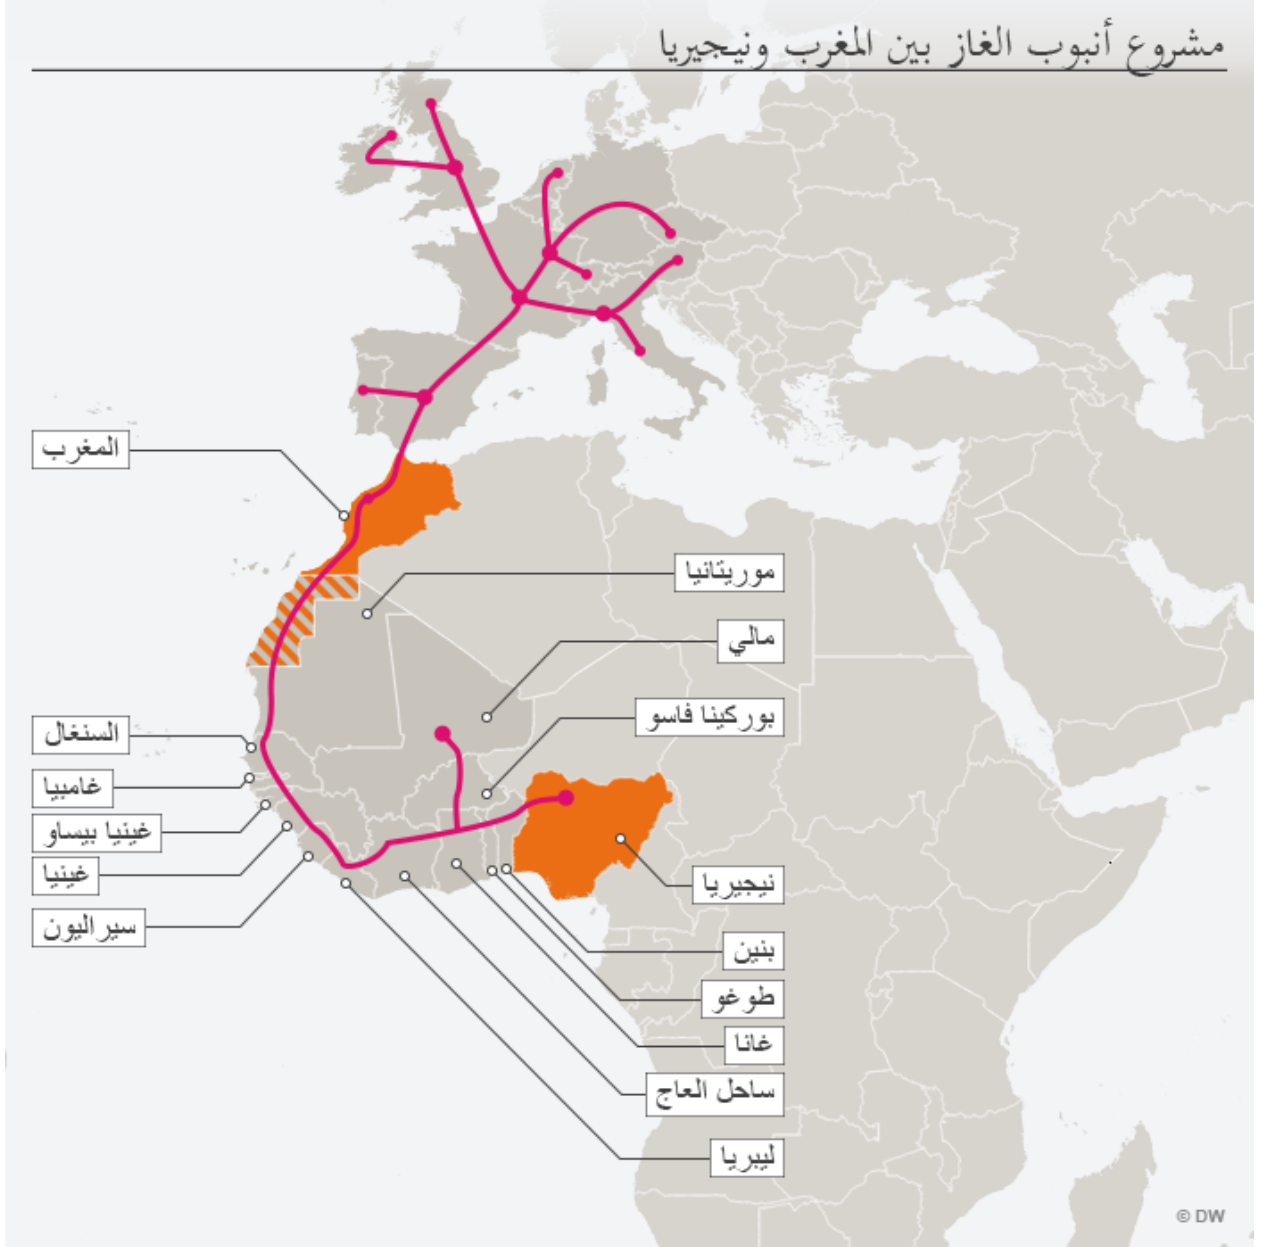 مشروع أنبوب الغاز بين المغرب ونيجيريا
المغرب
موريتانيا
مالي
بوركينا فاسو
السنغال
غامبيا
غينيا بيساو
غينيا
سيراليون
نيجيريا
بنين
طوغو
غانا
ساحل العاج
ليبريا
© DW